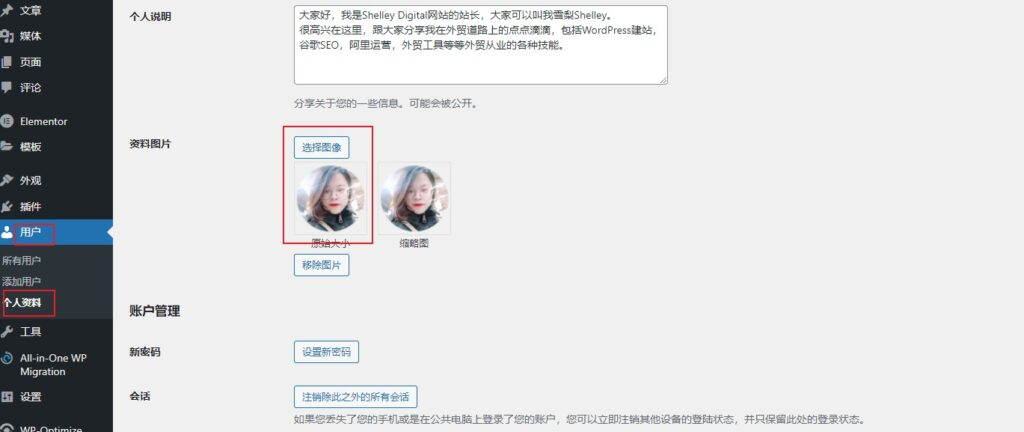 文章
媒体
页面
评论
Elementor
模板
外观
插件
用户
所有用户
添加用户
个人资料
工具
All-in-One WP
Migration
设置
WP-Optimize
个人说明
大家好，我是Shelley Digital网站的站长，大家可以叫我雪梨Shelley。
很高兴在这里，跟大家分享我在外贸道路上的点点滴滴，包括WordPress建站，
谷歌SEO，阿里运营，外贸工具等等外贸从业的各种技能。
分享关于您的一些信息。可能会被公开。
资料图片
选择图像
原始大小
缩略图
移除图片
账户管理
新密码
设置新密码
会话
注销除此之外的所有会话
如果您丢失了您的手机或是在公共电脑上登录了您的账户，您可以立即注销其他设备的登陆状态，并只保留此处的登录状态。